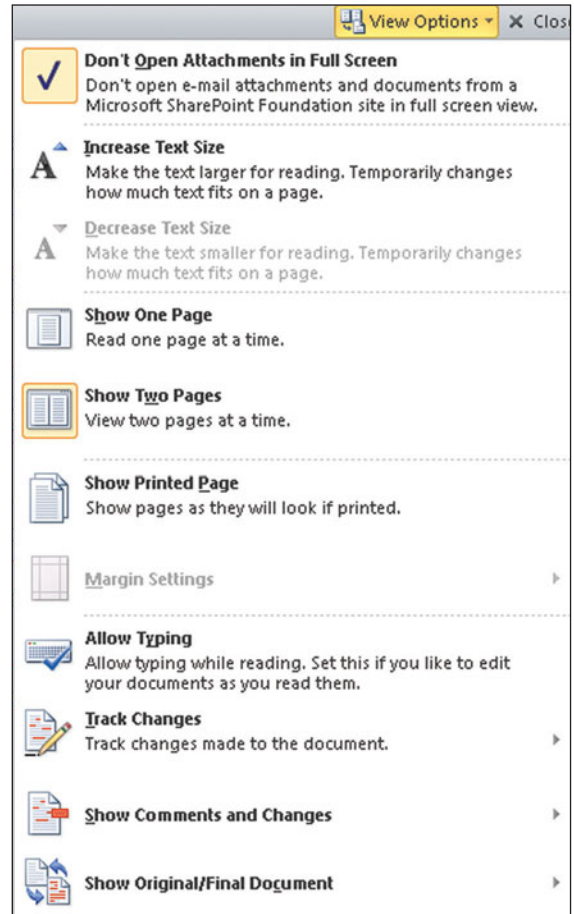 View Options Close
Don't Open Attachments in Full Screen
Don't open e-mail attachments and documents from a
Microsoft SharePoint Foundation site in full screen view.
Increase Text Size
Make the text larger for reading. Temporarily changes
how much text fits on a page.
Decrease Text Size
Make the text smaller for reading. Temporarily changes
how much text fits on a page.
Show One Page
Read one page at a time.
Show Two Pages
View two pages at a time.
Show Printed Page
Show pages as they will look if printed.
Margin Settings
Allow Typing
Allow typing while reading. Set this if you like to edit
your documents as you read them.
Track Changes
Track changes made to the document.
Show Comments and Changes
Show Original/Final Document